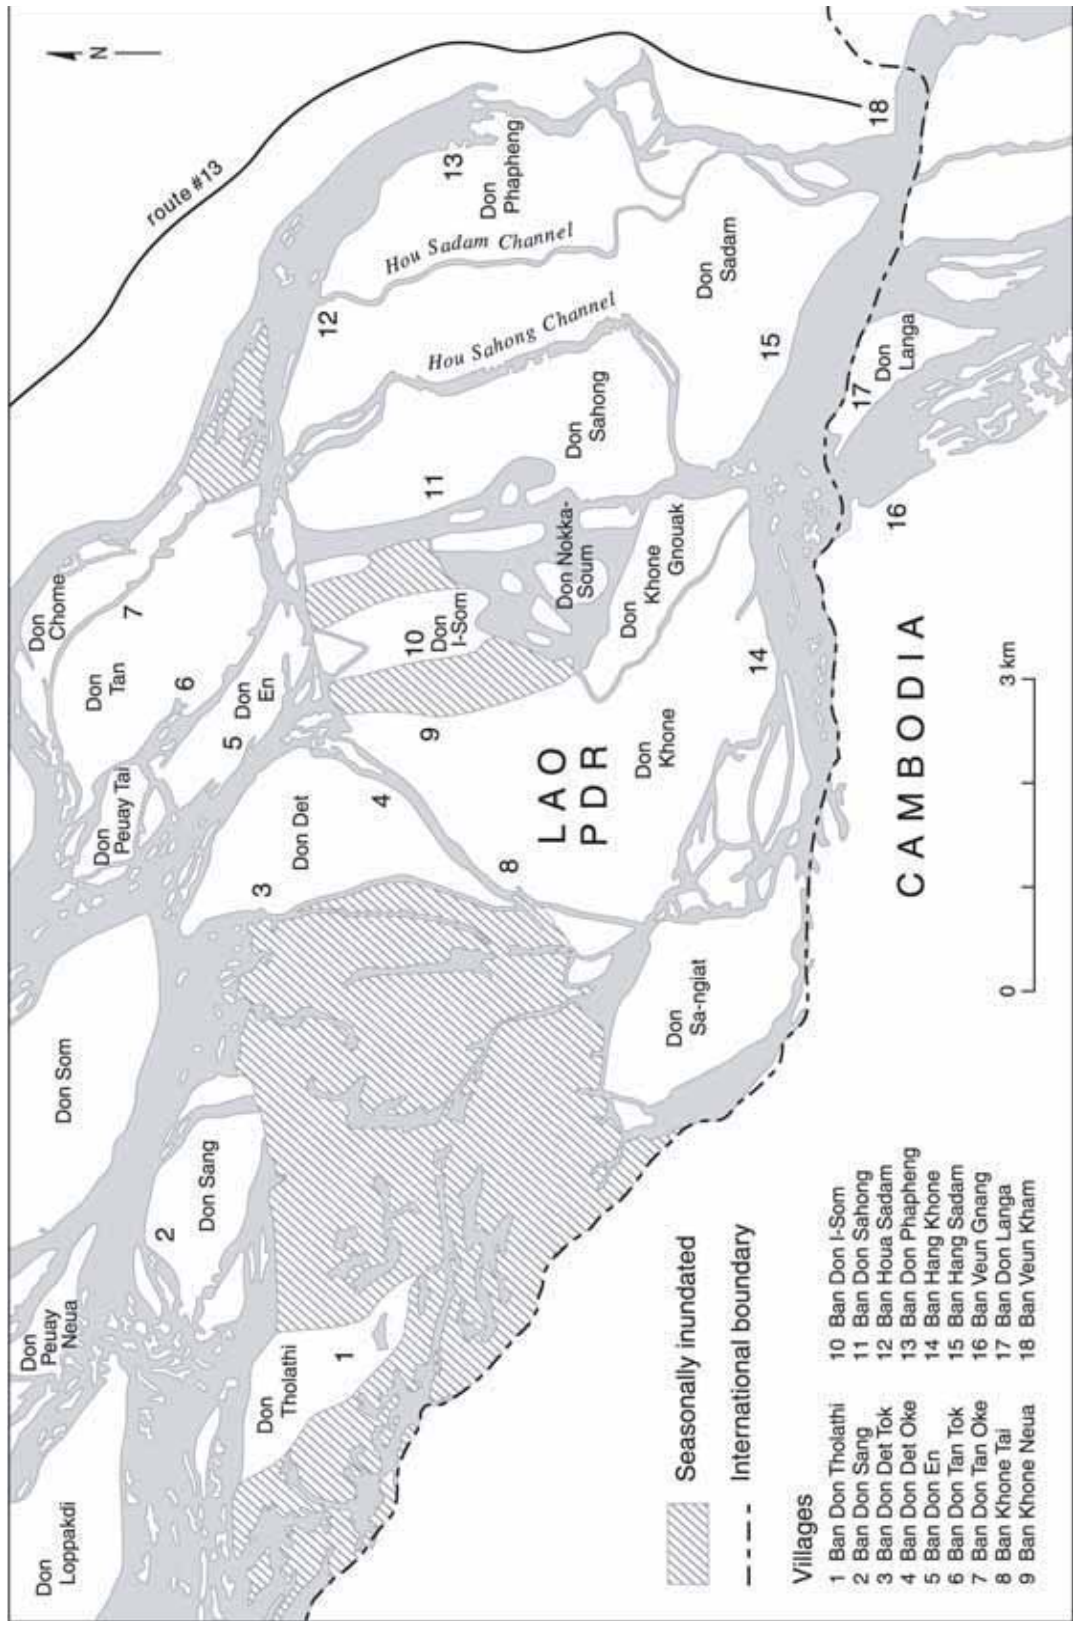 N
route #13
Don
Chome
Don
Tan
7
6
Don
Peuay Tai
5
Don
En
Don Som
Don
Peuay
Neua
Don
Loppakdi
2
Don Sang
3
Don Det
4
12
Hou Sadam Channel
13
Don
Phapheng
Hou Sahong Channel
11
Don
Sahong
Don
Sadam
15
18
10
Don
I-Som
Don Nokka-
Soum
Don
Khone
Gnouak
9
8
LAO
PDR
Don
Khone
14
Don
Sa-ngiat
Don
Tholathi
1
17
Don
Langa
16
CAMBODIA
0
3 km
Seasonally inundated
International boundary
Villages
1 Ban Don Tholathi
2 Ban Don Sang
3 Ban Don Det Tok
4 Ban Don Det Oke
5 Ban Don En
6 Ban Don Tan Tok
7 Ban Don Tan Oke
8 Ban Khone Tai
9 Ban Khone Neua
10 Ban Don I-Som
11 Ban Don Sahong
12 Ban Houa Sadam
13 Ban Don Phapheng
14 Ban Hang Khone
15 Ban Hang Sadam
16 Ban Veun Gnang
17 Ban Don Langa
18 Ban Veun Kham